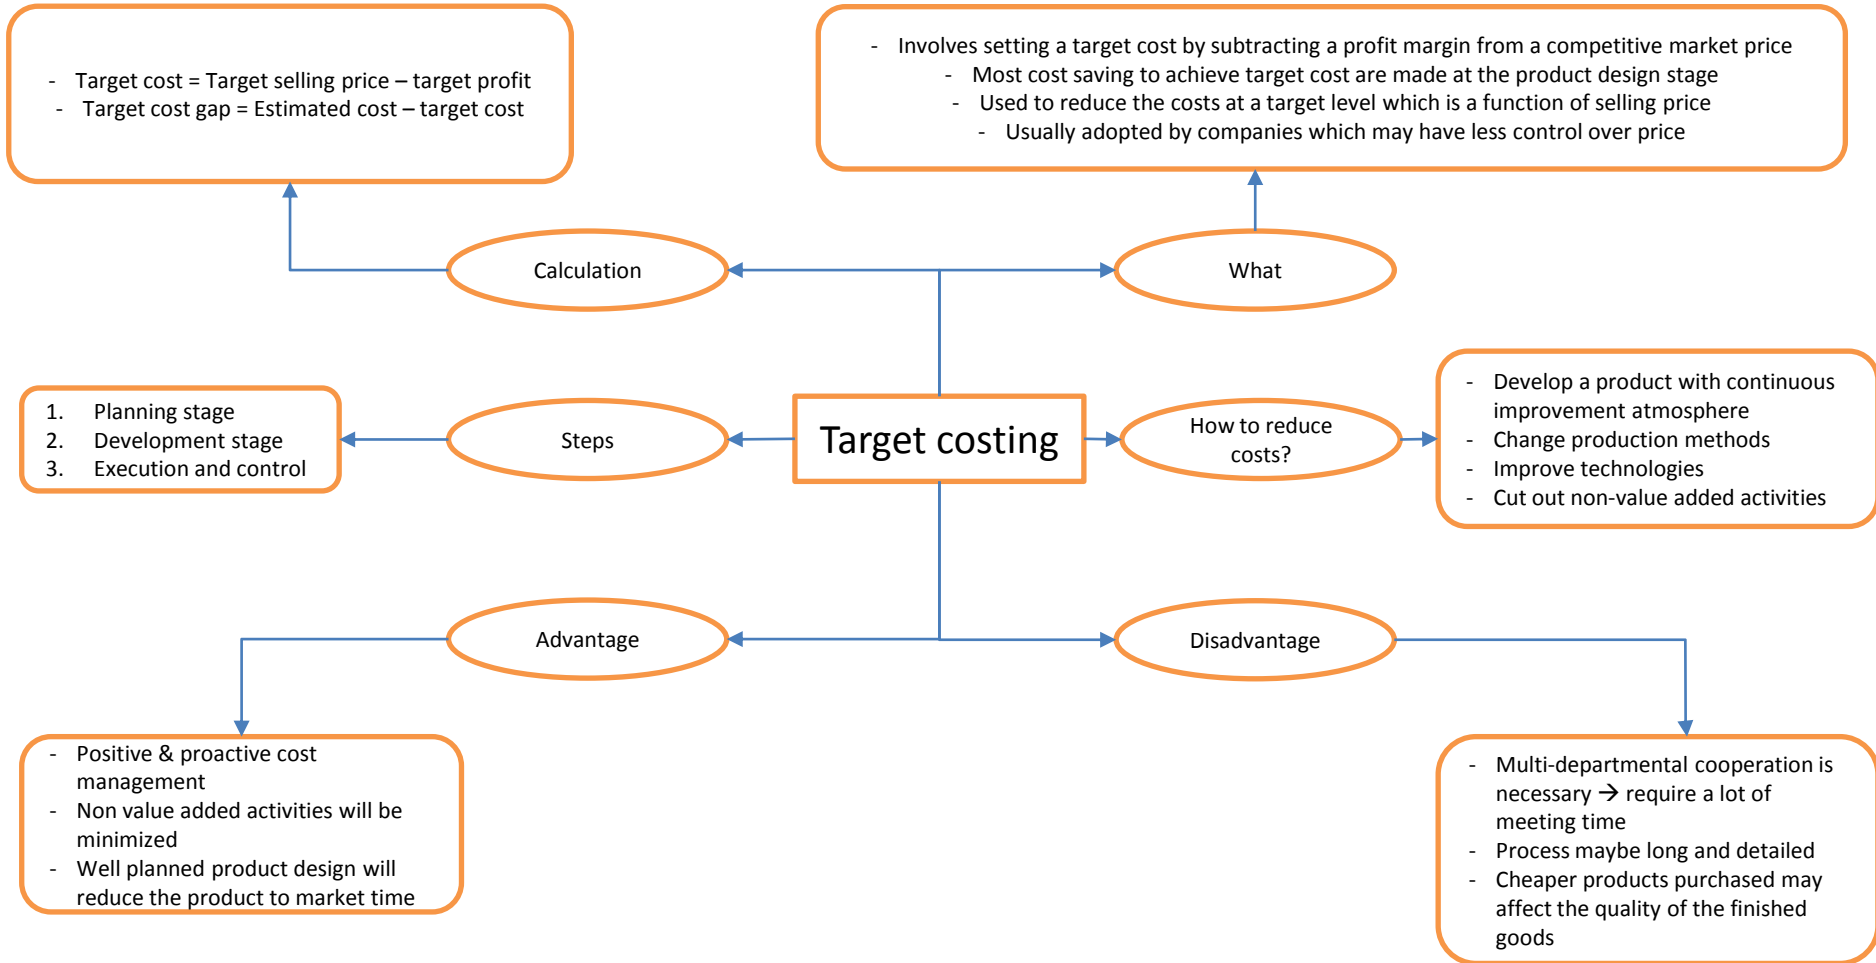 - Target cost = Target selling price – target profit
- Target cost gap = Estimated cost – target cost
- Involves setting a target cost by subtracting a profit margin from a competitive market price
- Most cost saving to achieve target cost are made at the product design stage
- Used to reduce the costs at a target level which is a function of selling price
- Usually adopted by companies which may have less control over price
Calculation
What
1. Planning stage
2. Development stage
3. Execution and control
Steps
Target costing
How to reduce
costs?
- Develop a product with continuous
improvement atmosphere
- Change production methods
- Improve technologies
- Cut out non-value added activities
Advantage
Disadvantage
- Positive & proactive cost
management
- Non value added activities will be
minimized
- Well planned product design will
reduce the product to market time
- Multi-departmental cooperation is
necessary → require a lot of
meeting time
- Process maybe long and detailed
- Cheaper products purchased may
affect the quality of the finished
goods